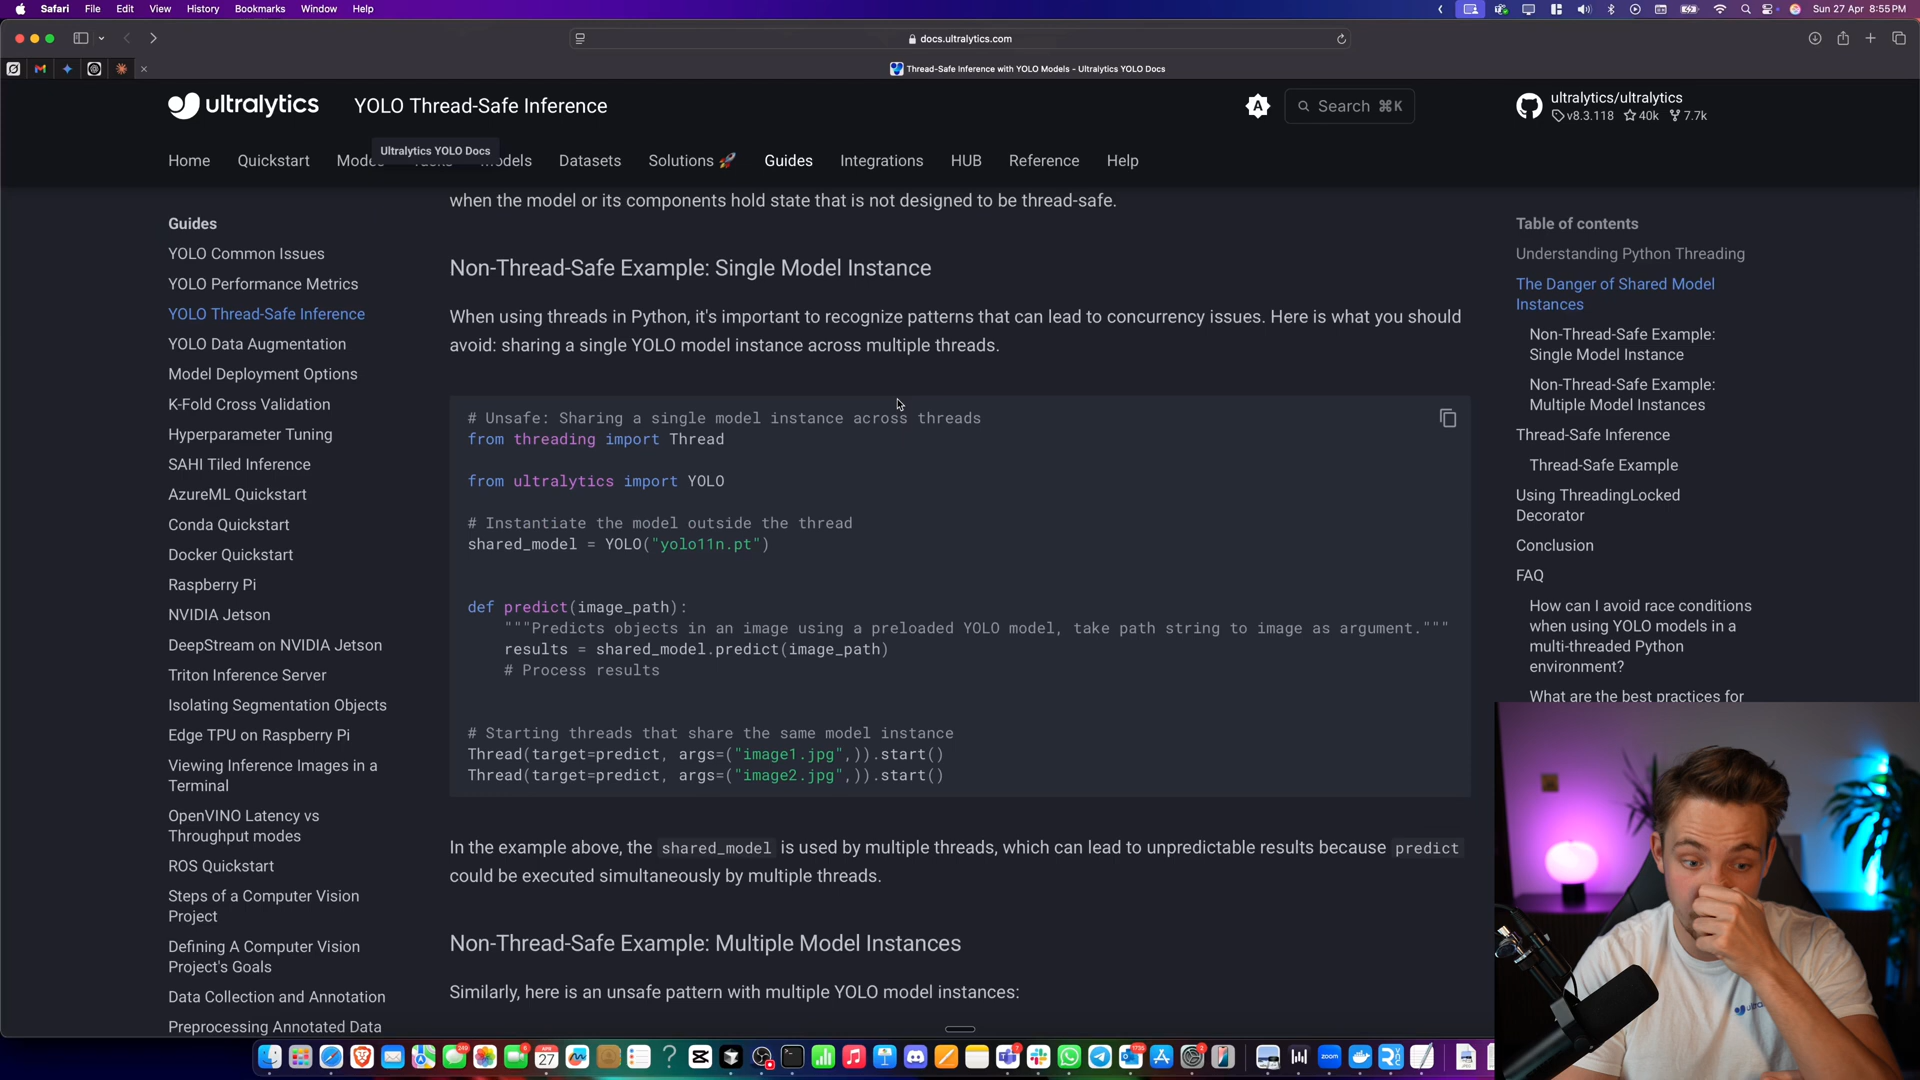 Safari File Edit View History Bookmarks Window Help
Sun 27 Apr 8:55 PM
docs.ultralytics.com
Thread-Safe Inference with YOLO Models - Ultralytics YOLO Docs
ultralytics
YOLO Thread-Safe Inference
Search ⌘K
ultralytics/ultralytics
v8.3.118 40k 7.7k
Home Quickstart Modes odels Datasets Solutions 🚀 Guides Integrations HUB Reference Help
Ultralytics YOLO Docs
Guides
YOLO Common Issues
YOLO Performance Metrics
YOLO Thread-Safe Inference
YOLO Data Augmentation
Model Deployment Options
K-Fold Cross Validation
Hyperparameter Tuning
SAHI Tiled Inference
AzureML Quickstart
Conda Quickstart
Docker Quickstart
Raspberry Pi
NVIDIA Jetson
DeepStream on NVIDIA Jetson
Triton Inference Server
Isolating Segmentation Objects
Edge TPU on Raspberry Pi
Viewing Inference Images in a
Terminal
OpenVINO Latency vs
Throughput modes
ROS Quickstart
Steps of a Computer Vision
Project
Defining A Computer Vision
Project's Goals
Data Collection and Annotation
Preprocessing Annotated Data
when the model or its components hold state that is not designed to be thread-safe.
Non-Thread-Safe Example: Single Model Instance
When using threads in Python, it's important to recognize patterns that can lead to concurrency issues. Here is what you should
avoid: sharing a single YOLO model instance across multiple threads.
# Unsafe: Sharing a single model instance across threads
from threading import Thread
from ultralytics import YOLO
# Instantiate the model outside the thread
shared_model = YOLO("yolo11n.pt")
def predict(image_path):
"""Predicts objects in an image using a preloaded YOLO model, take path string to image as argument."""
results = shared_model.predict(image_path)
# Process results
# Starting threads that share the same model instance
Thread(target=predict, args=("image1.jpg",)).start()
Thread(target=predict, args=("image2.jpg",)).start()
In the example above, the shared_model is used by multiple threads, which can lead to unpredictable results because predict
could be executed simultaneously by multiple threads.
Non-Thread-Safe Example: Multiple Model Instances
Similarly, here is an unsafe pattern with multiple YOLO model instances:
Table of contents
Understanding Python Threading
The Danger of Shared Model
Instances
Non-Thread-Safe Example:
Single Model Instance
Non-Thread-Safe Example:
Multiple Model Instances
Thread-Safe Inference
Thread-Safe Example
Using ThreadingLocked
Decorator
Conclusion
FAQ
How can I avoid race conditions
when using YOLO models in a
multi-threaded Python
environment?
What are the best practices for